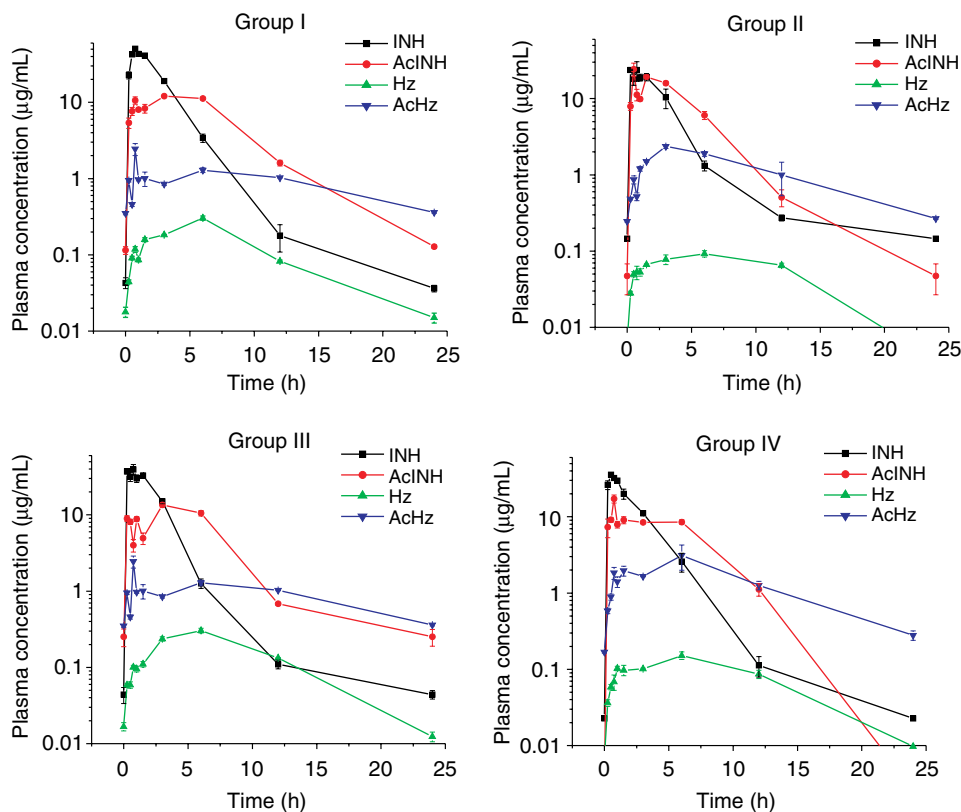 Group I
INH
AcINH
Hz
AcHz
Plasma concentration (µg/mL)
10
1
0.1
0.01
0 5 10 15 20 25
Time (h)
Group II
INH
AcINH
Hz
AcHz
Plasma concentration (µg/mL)
10
1
0.1
0.01
0 5 10 15 20 25
Time (h)
Group III
INH
AcINH
Hz
AcHz
Plasma concentration (µg/mL)
10
1
0.1
0.01
0 5 10 15 20 25
Time (h)
Group IV
INH
AcINH
Hz
AcHz
Plasma concentration (µg/mL)
10
1
0.1
0.01
0 5 10 15 20 25
Time (h)